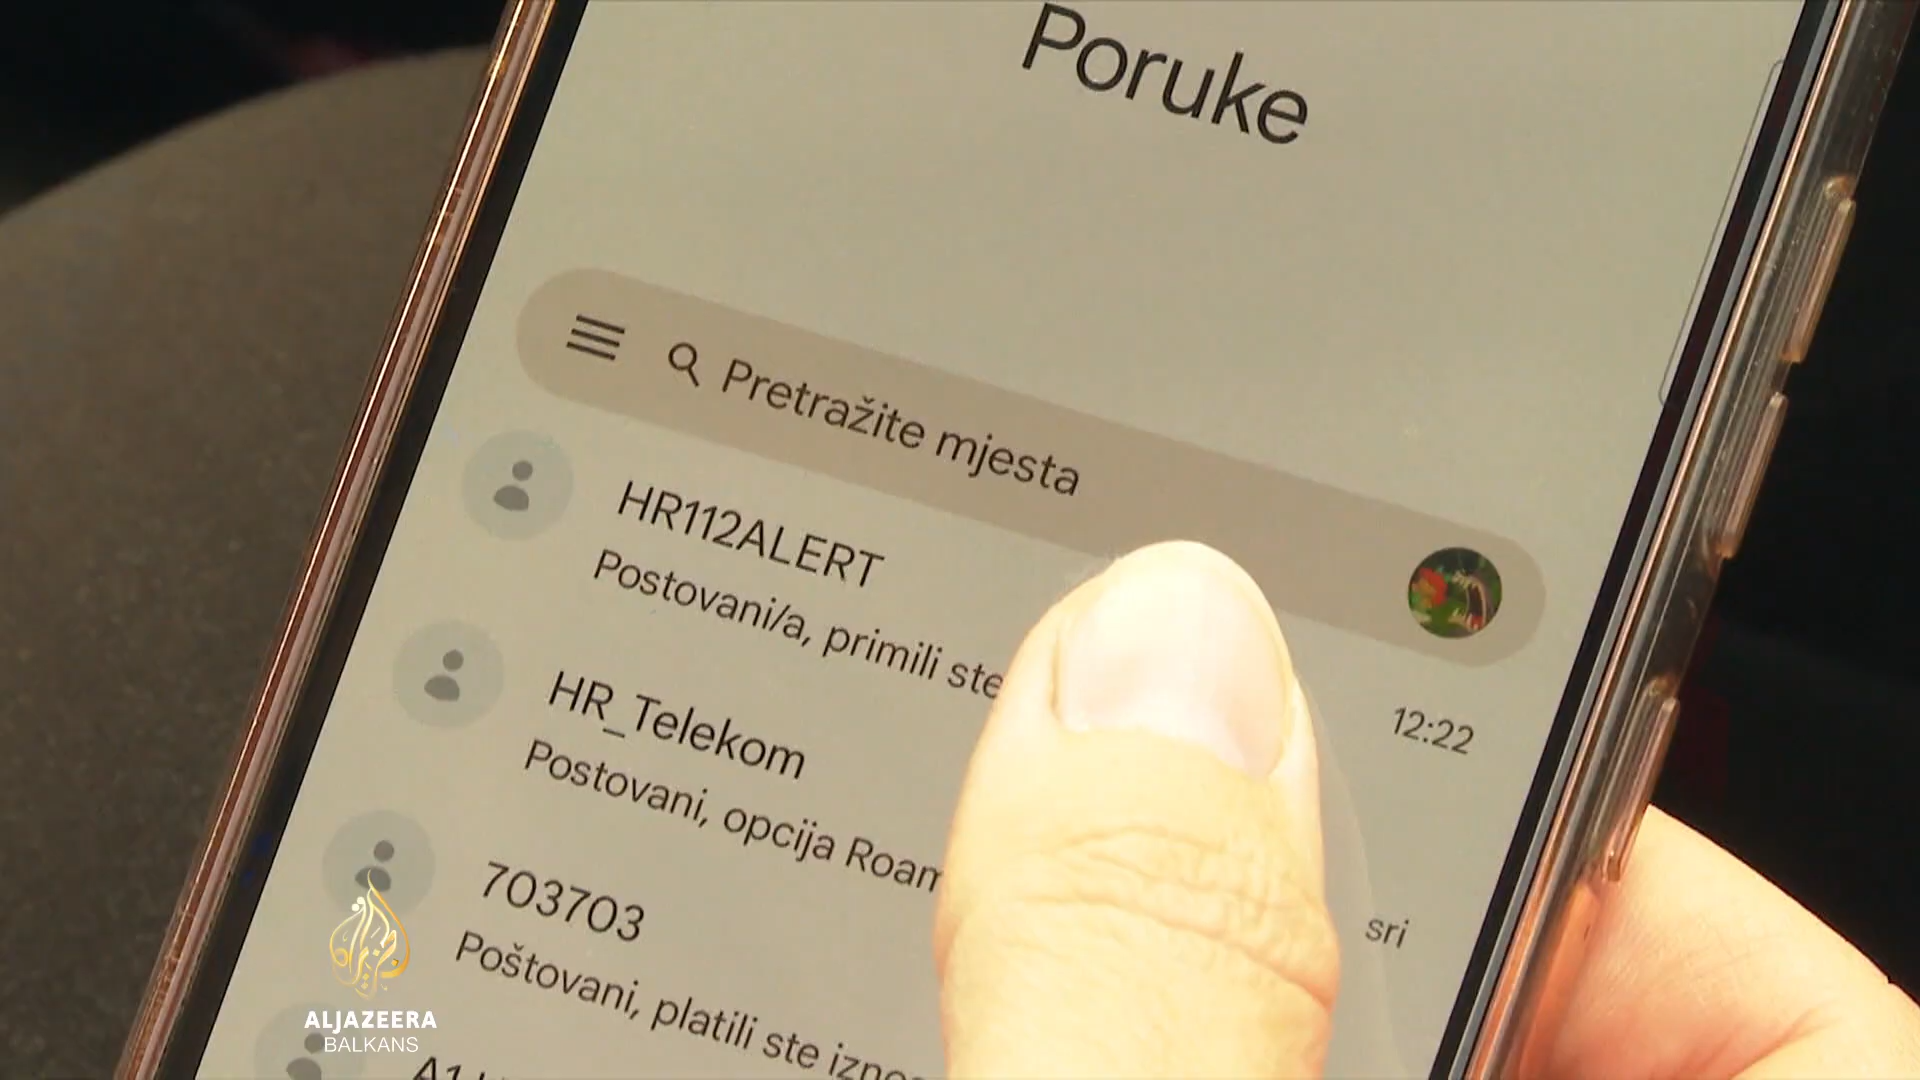 Poruke
Pretražite mjesta
HR112ALERT
Postovani/a, primili ste
12:22
HR_Telekom
Postovani, opcija Roam
sri
703703
Poštovani, platili ste
A1
ALJAZEERA
BALKANS